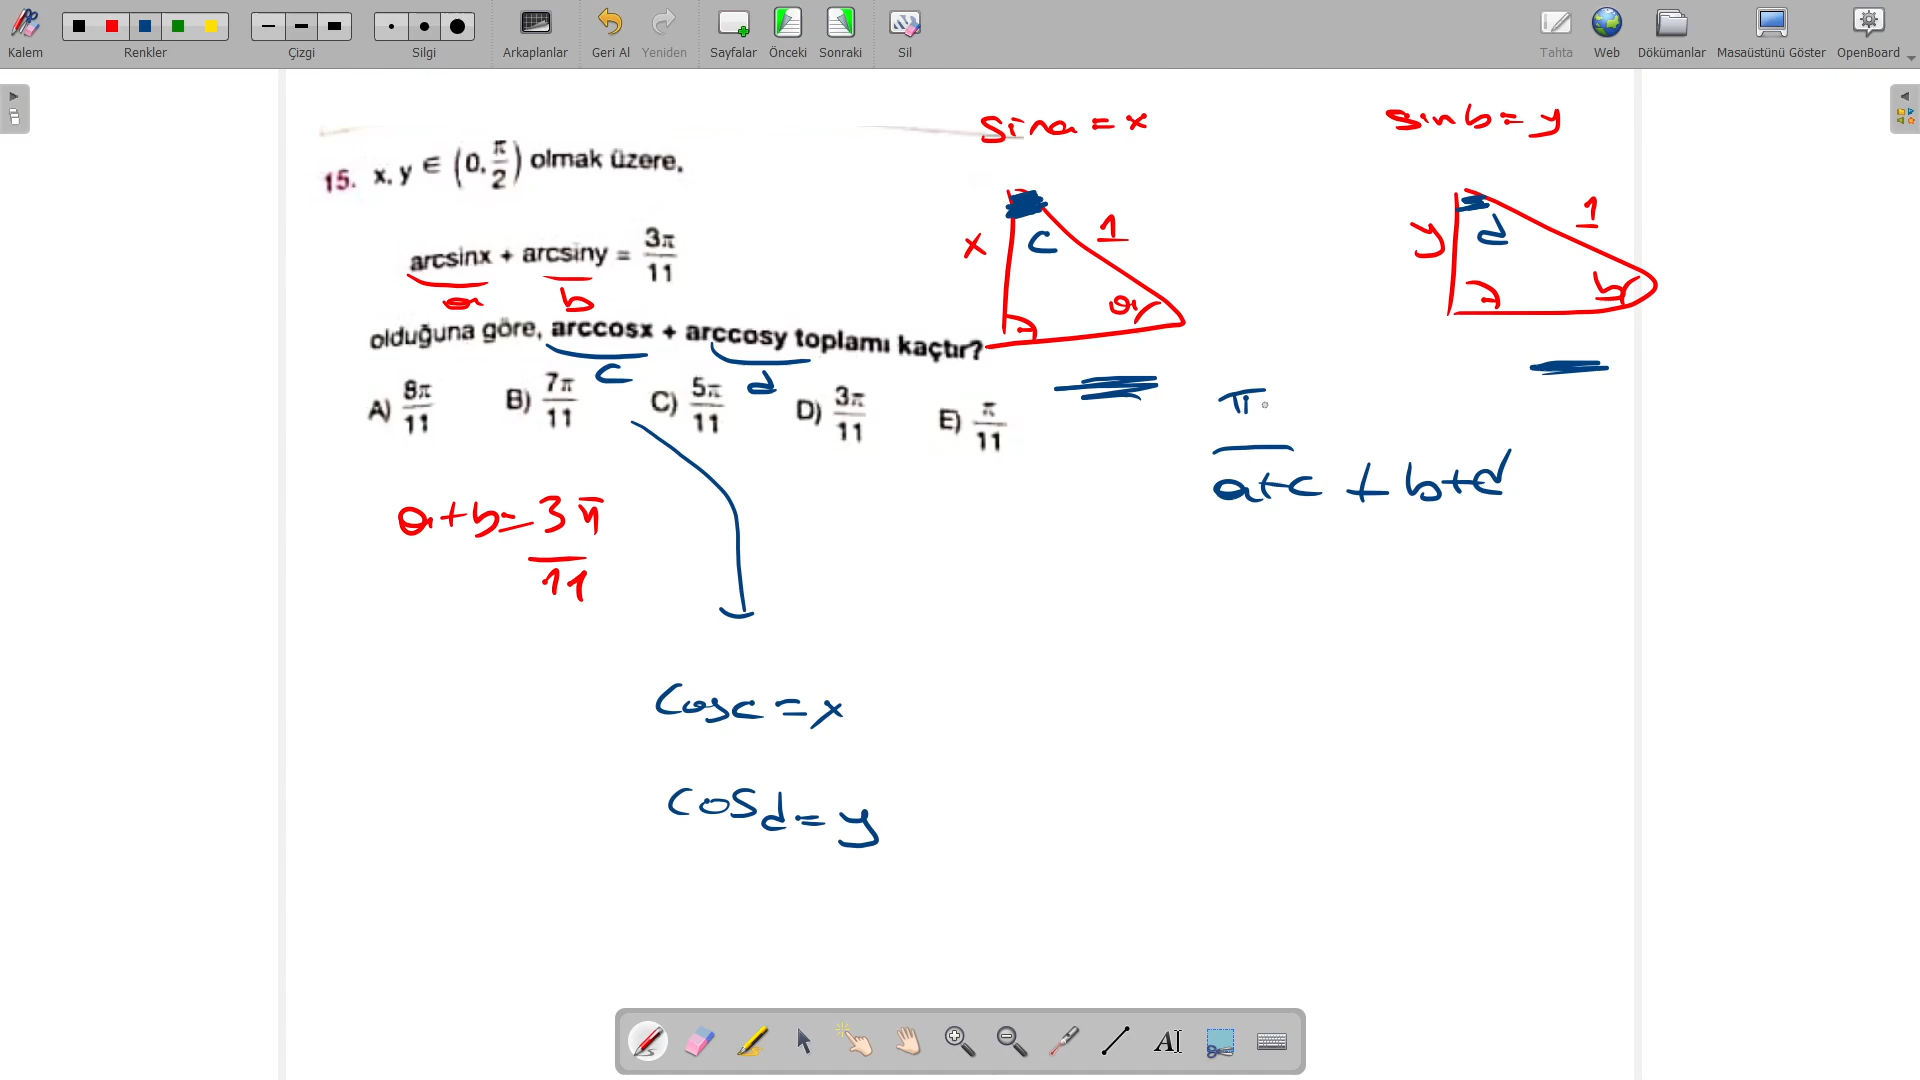 Kalem Renkler Çizgi Silgi Arkaplanlar Geri Al Yeniden Sayfalar Önceki Sonraki Sil Tahta Web Dökümanlar Masaüstünü Göster OpenBoard
sina = x
sinb = y
15. x, y ∈ (0, π/2) olmak üzere,
arcsinx + arcsiny = 3π/11
a b
olduğuna göre, arccosx + arccosy toplamı kaçtır?
c d
A) 8π/11 B) 7π/11 C) 5π/11 D) 3π/11 E) π/11
x c 1 a
y d 1 b
π
a+c + b+d
a+b = 3π/11
cosc = x
cosd = y